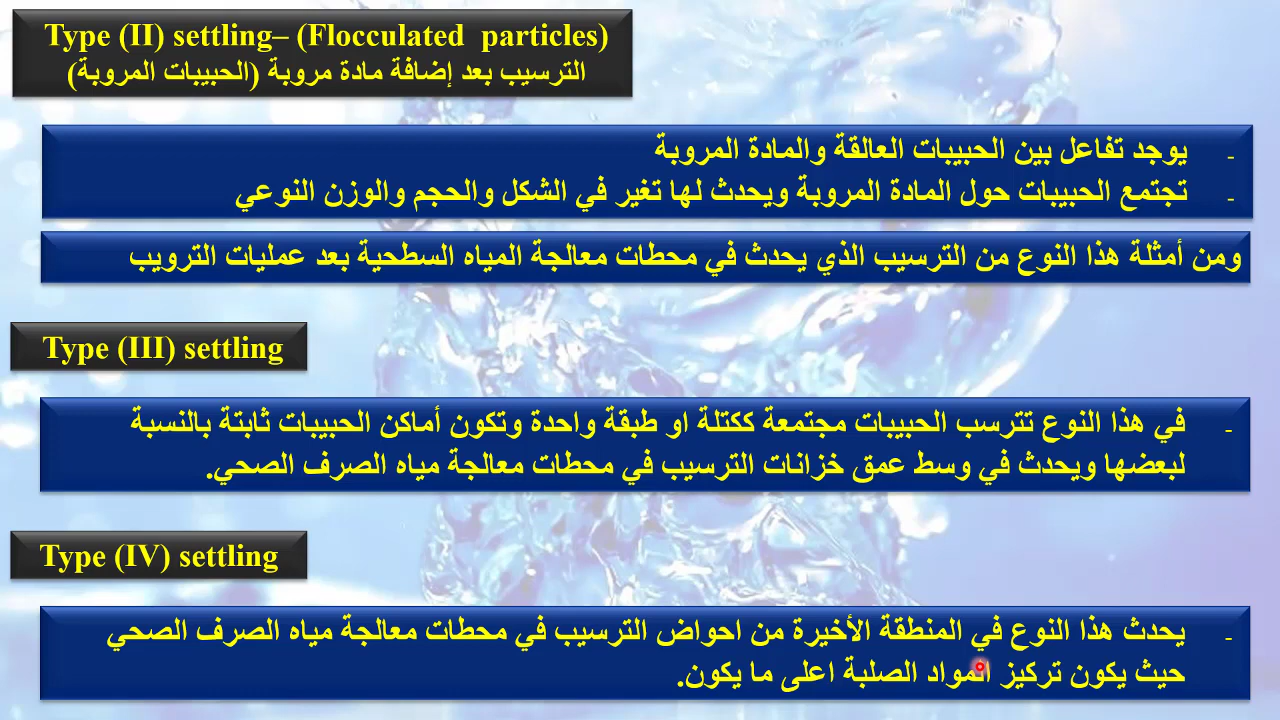 Type (II) settling– (Flocculated particles)
الترسيب بعد إضافة مادة مروبة (الحبيبات المروبة)
- يوجد تفاعل بين الحبيبات العالقة والمادة المروبة
- تجتمع الحبيبات حول المادة المروبة ويحدث لها تغير في الشكل والحجم والوزن النوعي
ومن أمثلة هذا النوع من الترسيب الذي يحدث في محطات معالجة المياه السطحية بعد عمليات الترويب
Type (III) settling
- في هذا النوع تترسب الحبيبات مجتمعة ككتلة او طبقة واحدة وتكون أماكن الحبيبات ثابتة بالنسبة
لبعضها ويحدث في وسط عمق خزانات الترسيب في محطات معالجة مياه الصرف الصحي.
Type (IV) settling
- يحدث هذا النوع في المنطقة الأخيرة من احواض الترسيب في محطات معالجة مياه الصرف الصحي
حيث يكون تركيز المواد الصلبة اعلى ما يكون.